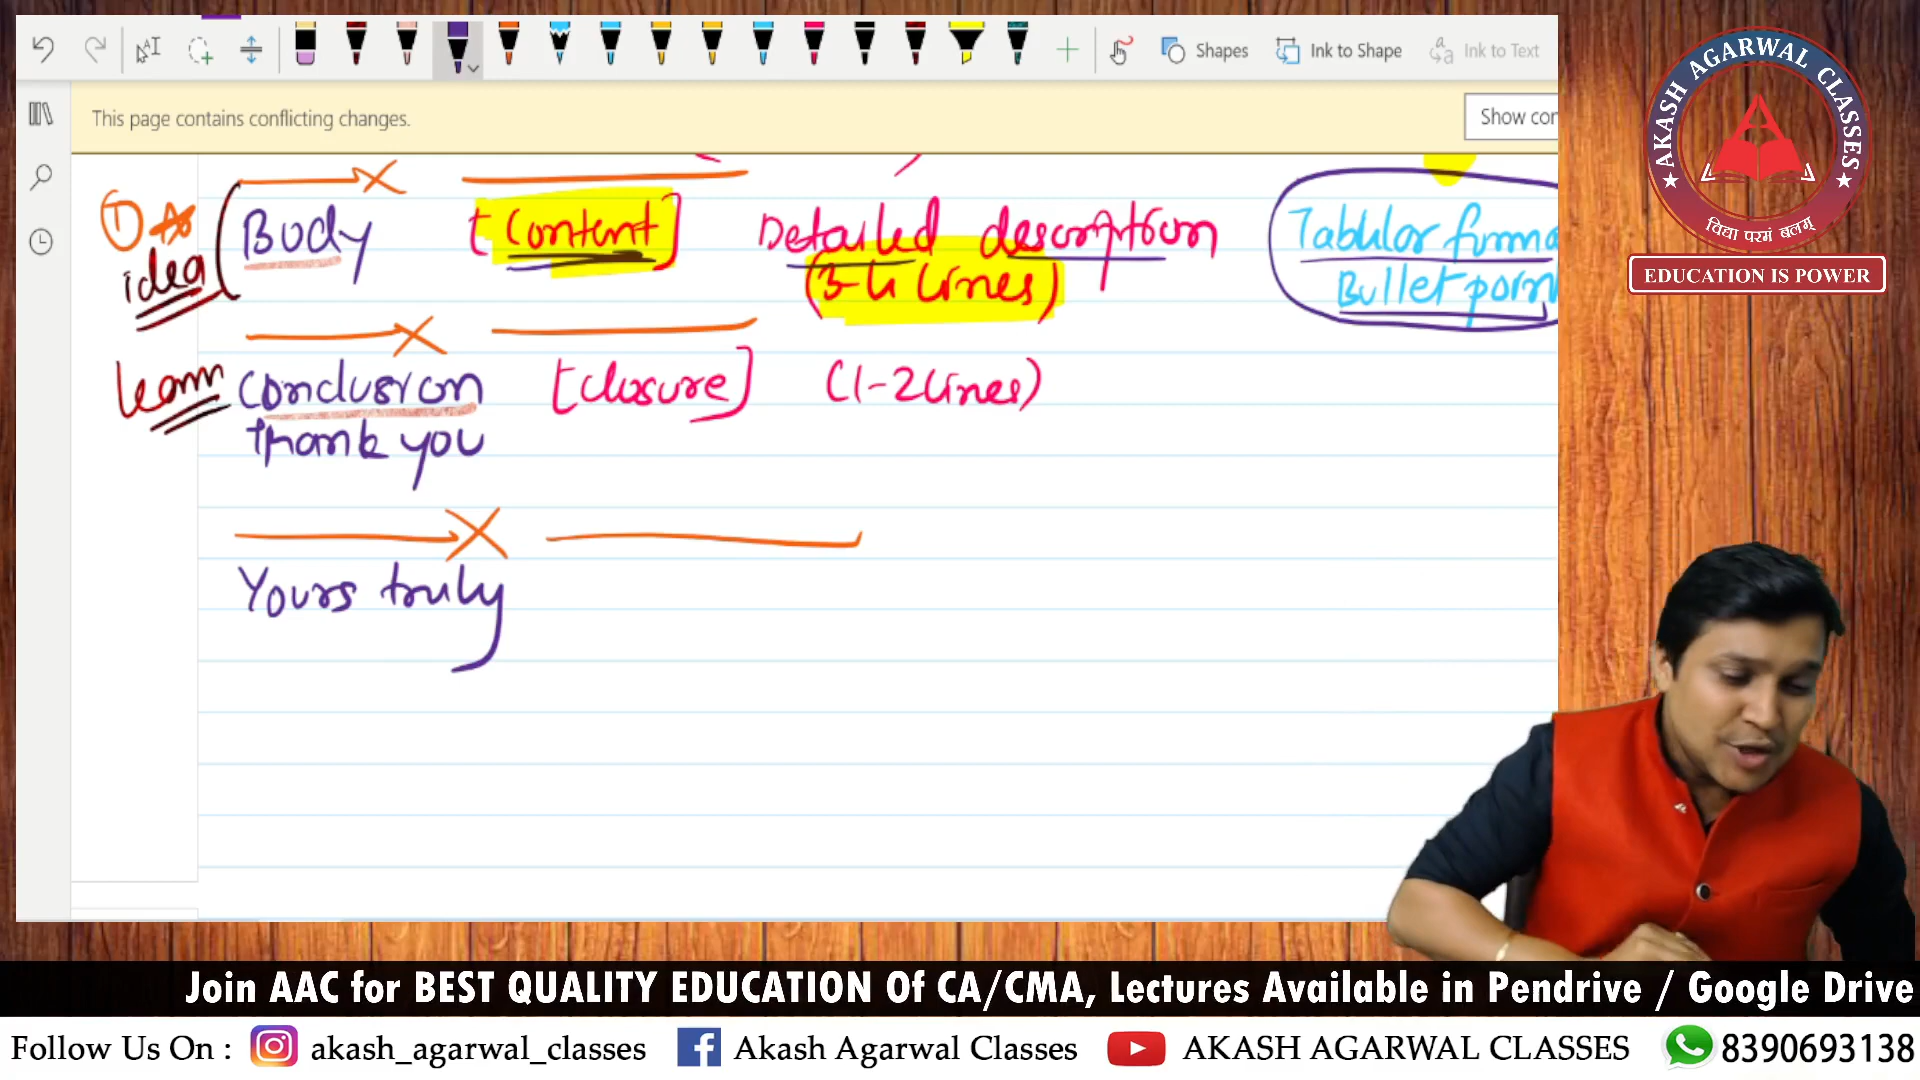 Shapes Ink to Shape Ink to Text
This page contains conflicting changes. Show con
① Body [Content] Detailed description Tabular forma
idea (3-4 lines) Bullet poin
learn Conclusion [closure] (1-2 lines)
Thank you
Yours truly
AKASH AGARWAL CLASSES
विद्या परमं बलम्
EDUCATION IS POWER
Join AAC for BEST QUALITY EDUCATION Of CA/CMA, Lectures Available in Pendrive / Google Drive
Follow Us On : akash_agarwal_classes Akash Agarwal Classes AKASH AGARWAL CLASSES 8390693138